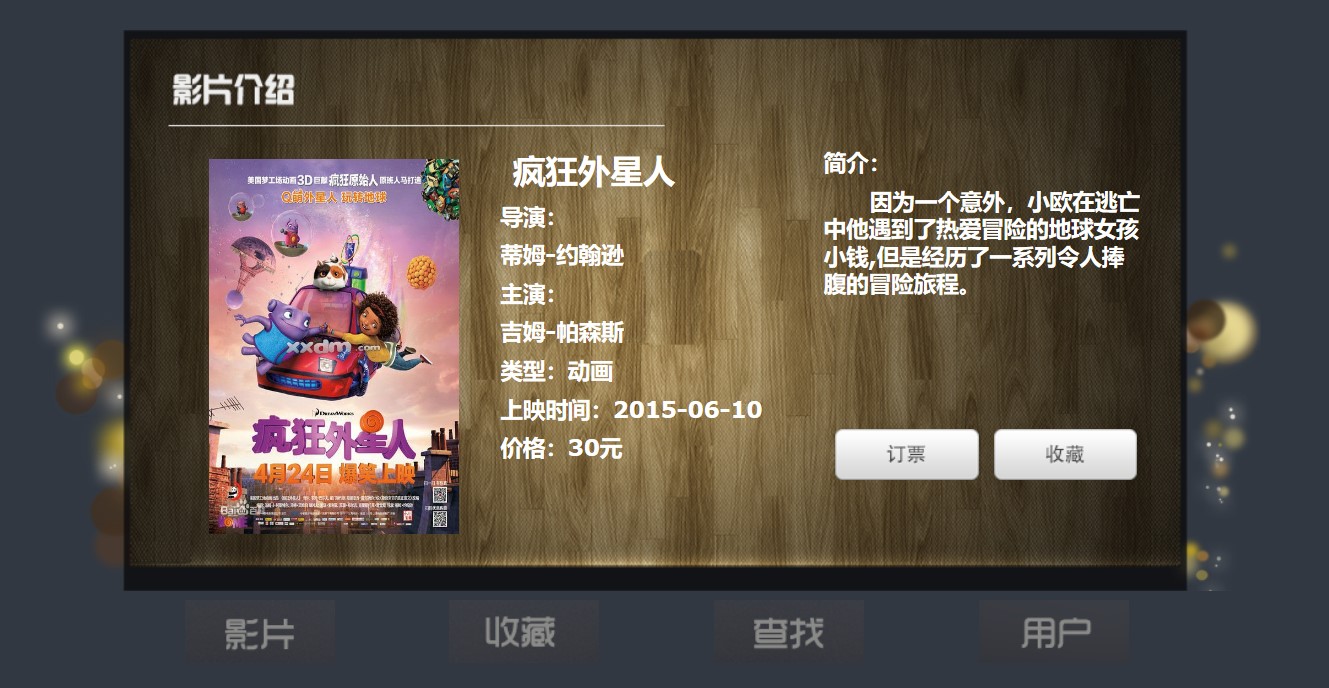 影片介绍
美国梦工场动画3D巨献 疯狂原始人 原班人马打造
萌外星人 玩转地球
xxdm.com
DREAMWORKS
疯狂外星人
4月24日 爆笑上映
疯狂外星人
导演：
蒂姆-约翰逊
主演：
吉姆-帕森斯
类型：动画
上映时间：2015-06-10
价格：30元
简介：
因为一个意外，小欧在逃亡
中他遇到了热爱冒险的地球女孩
小钱,但是经历了一系列令人捧
腹的冒险旅程。
订票
收藏
影片
收藏
查找
用户